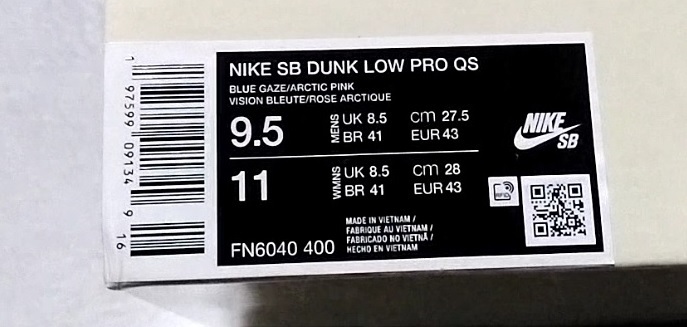 1 97599 09134 9 16
NIKE SB DUNK LOW PRO QS
BLUE GAZE/ARCTIC PINK
VISION BLEUTE/ROSE ARCTIQUE
9.5 MENS UK 8.5 cm 27.5
BR 41 EUR 43
NIKE
SB
11 WMNS UK 8.5 cm 28
BR 41 EUR 43
RFID
MADE IN VIETNAM /
FABRIQUE AU VIETNAM /
FABRICADO NO VIETNÃ /
FN6040 400 HECHO EN VIETNAM